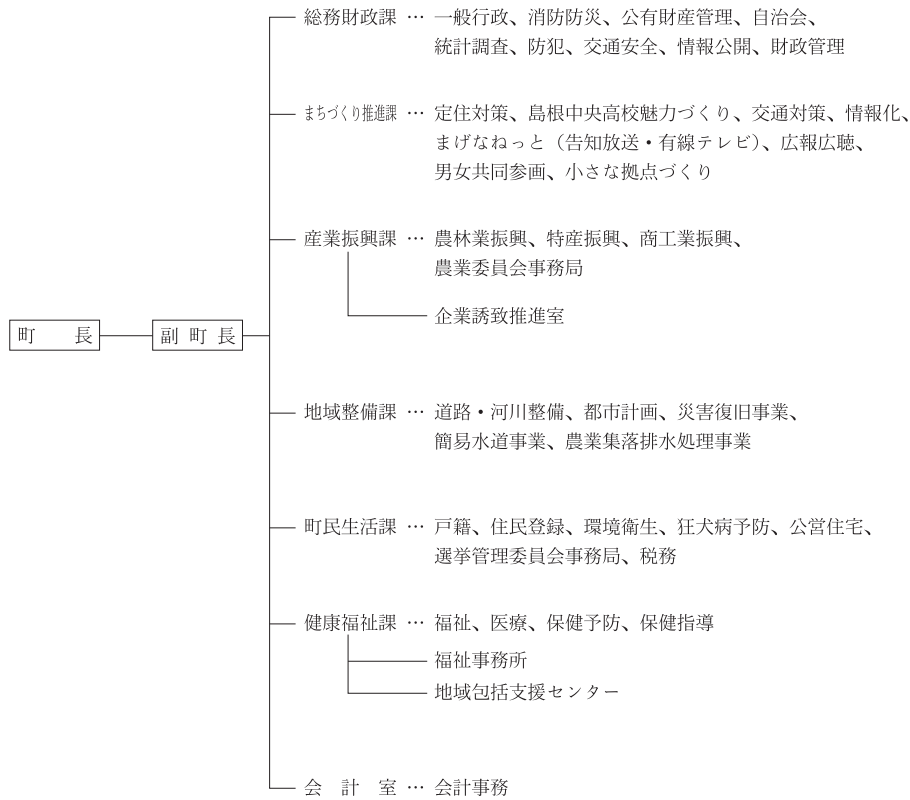 総務財政課 … 一般行政、消防防災、公有財産管理、自治会、
統計調査、防犯、交通安全、情報公開、財政管理
まちづくり推進課 … 定住対策、島根中央高校魅力づくり、交通対策、情報化、
まげなねっと（告知放送・有線テレビ）、広報広聴、
男女共同参画、小さな拠点づくり
産業振興課 … 農林業振興、特産振興、商工業振興、
農業委員会事務局
企業誘致推進室
町　長 副町長
地域整備課 … 道路・河川整備、都市計画、災害復旧事業、
簡易水道事業、農業集落排水処理事業
町民生活課 … 戸籍、住民登録、環境衛生、狂犬病予防、公営住宅、
選挙管理委員会事務局、税務
健康福祉課 … 福祉、医療、保健予防、保健指導
福祉事務所
地域包括支援センター
会　計　室 … 会計事務